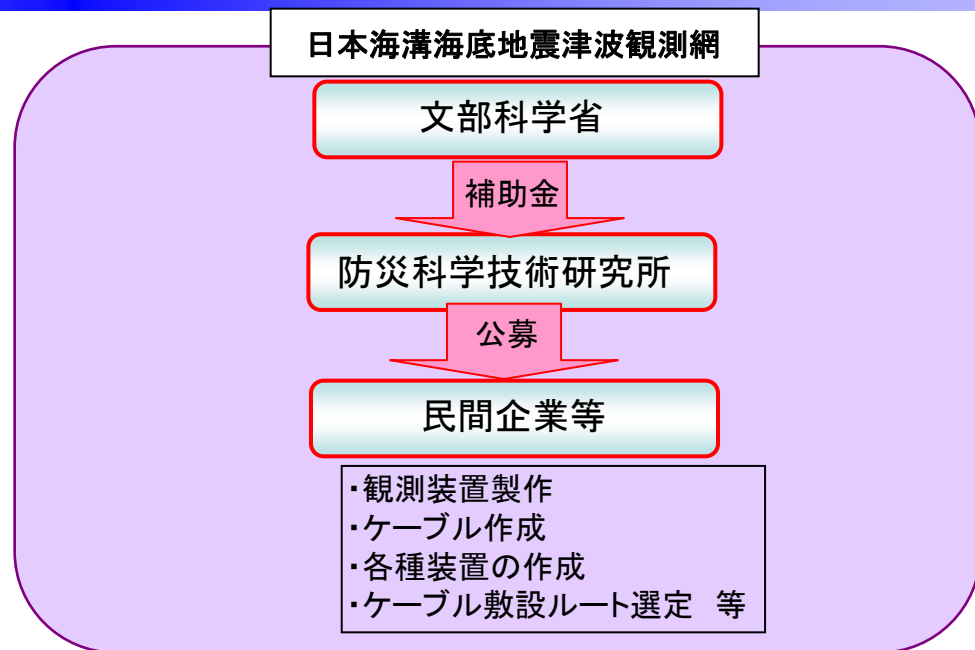 日本海溝海底地震津波観測網
文部科学省
補助金
防災科学技術研究所
公募
民間企業等
・観測装置製作
・ケーブル作成
・各種装置の作成
・ケーブル敷設ルート選定　等